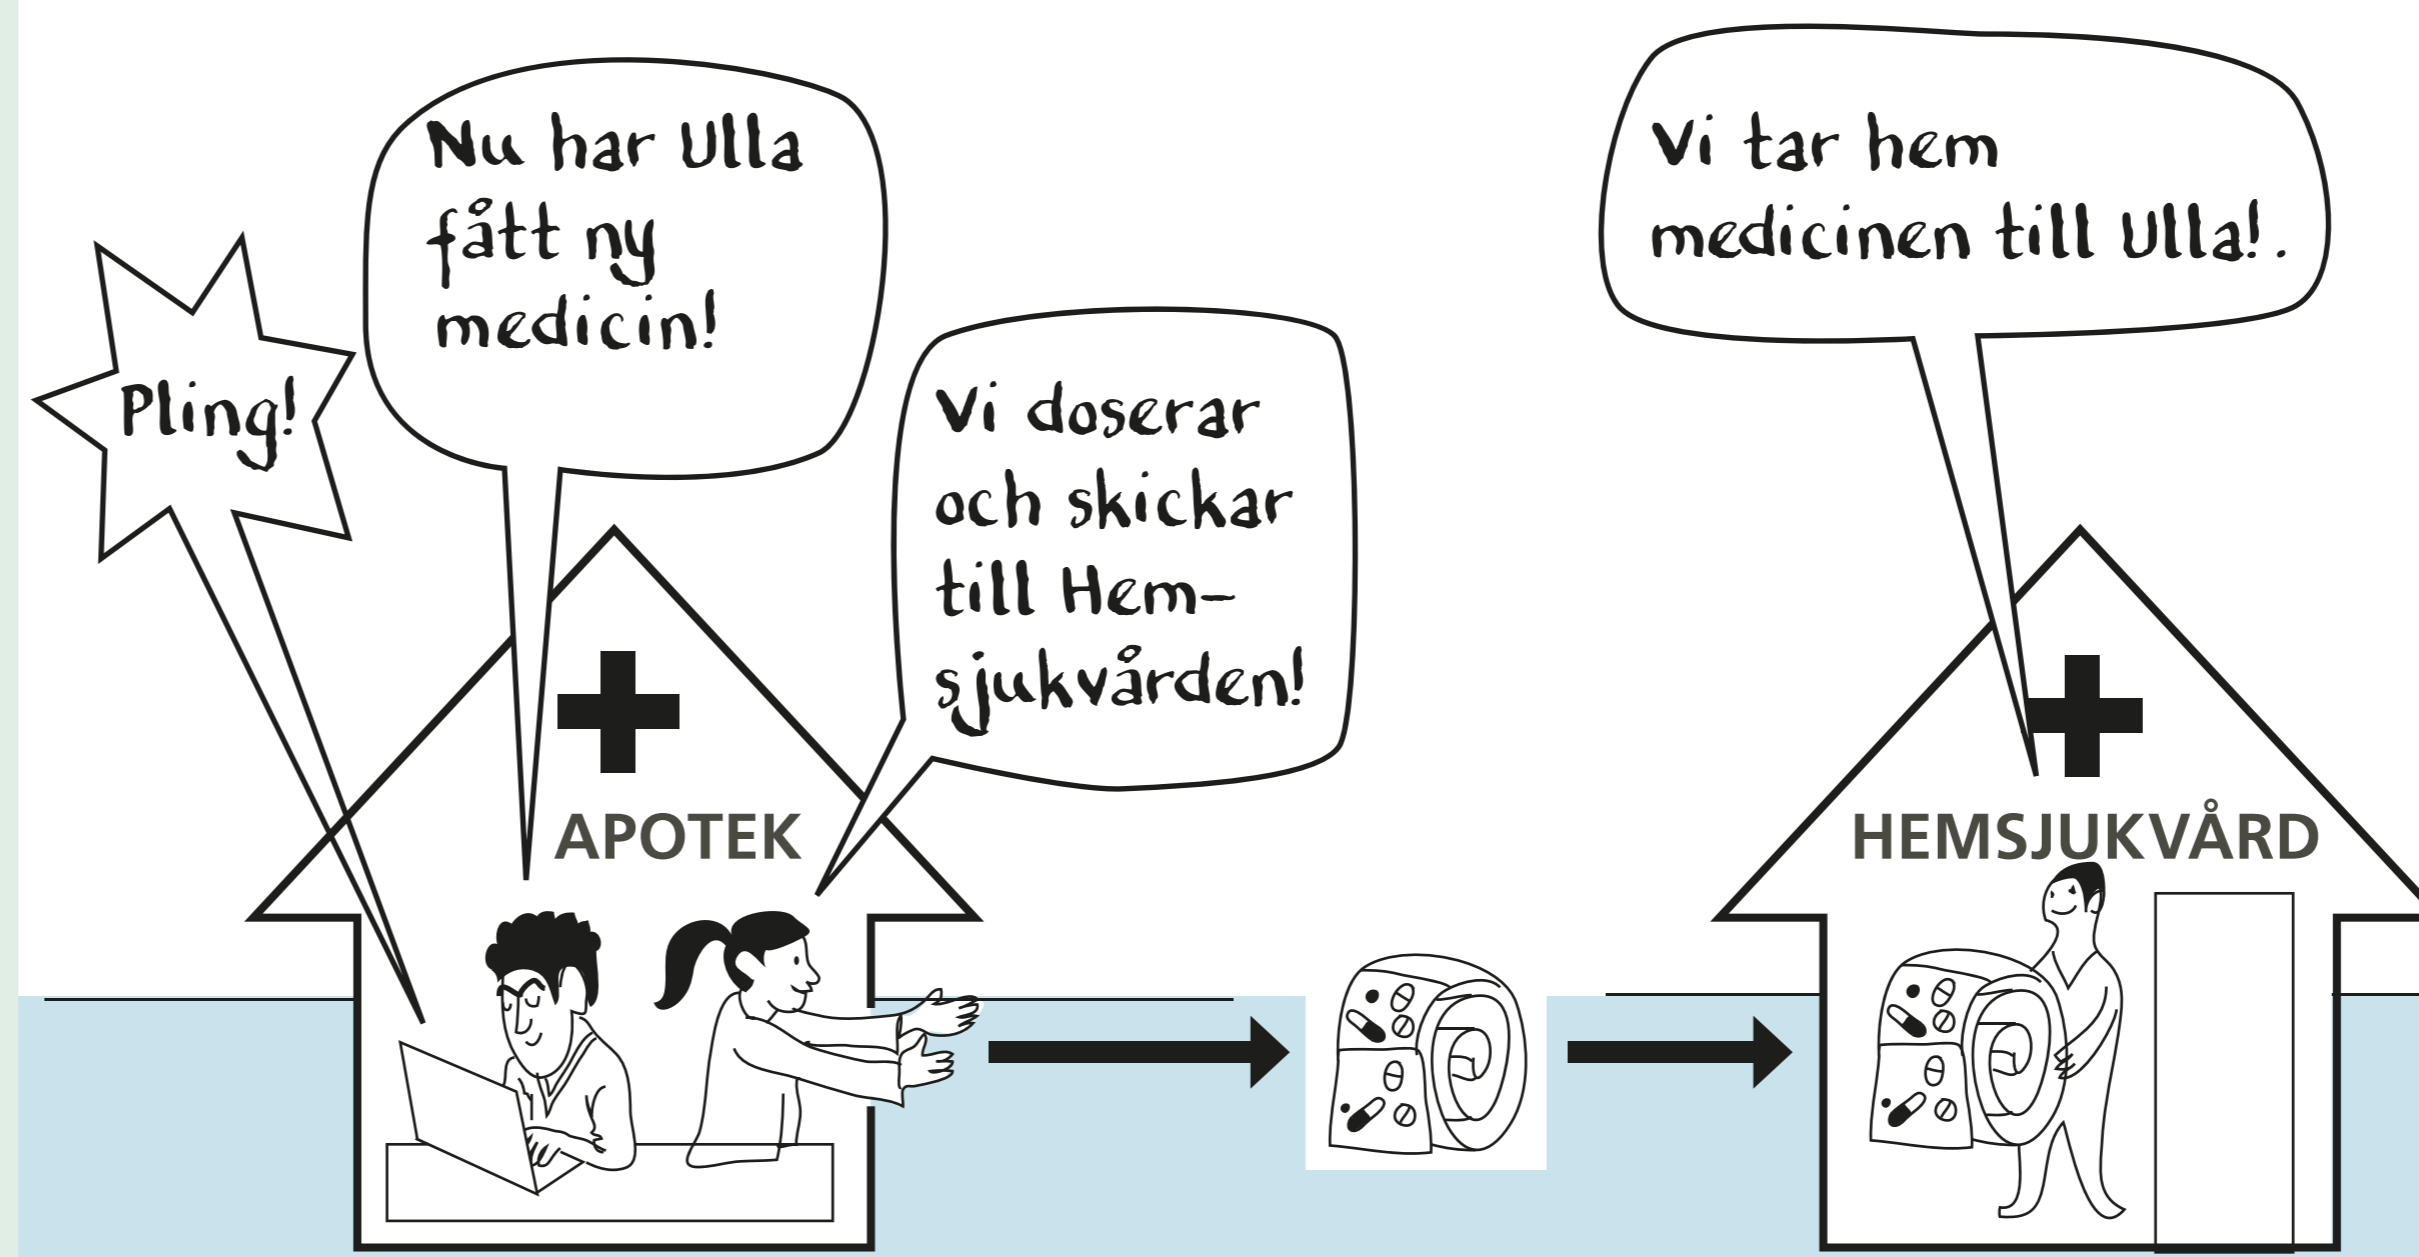 Pling!
Nu har Ulla
fått ny
medicin!
Vi doserar
och skickar
till Hem-
sjukvården!
APOTEK
Vi tar hem
medicinen till Ulla!.
HEMSJUKVÅRD